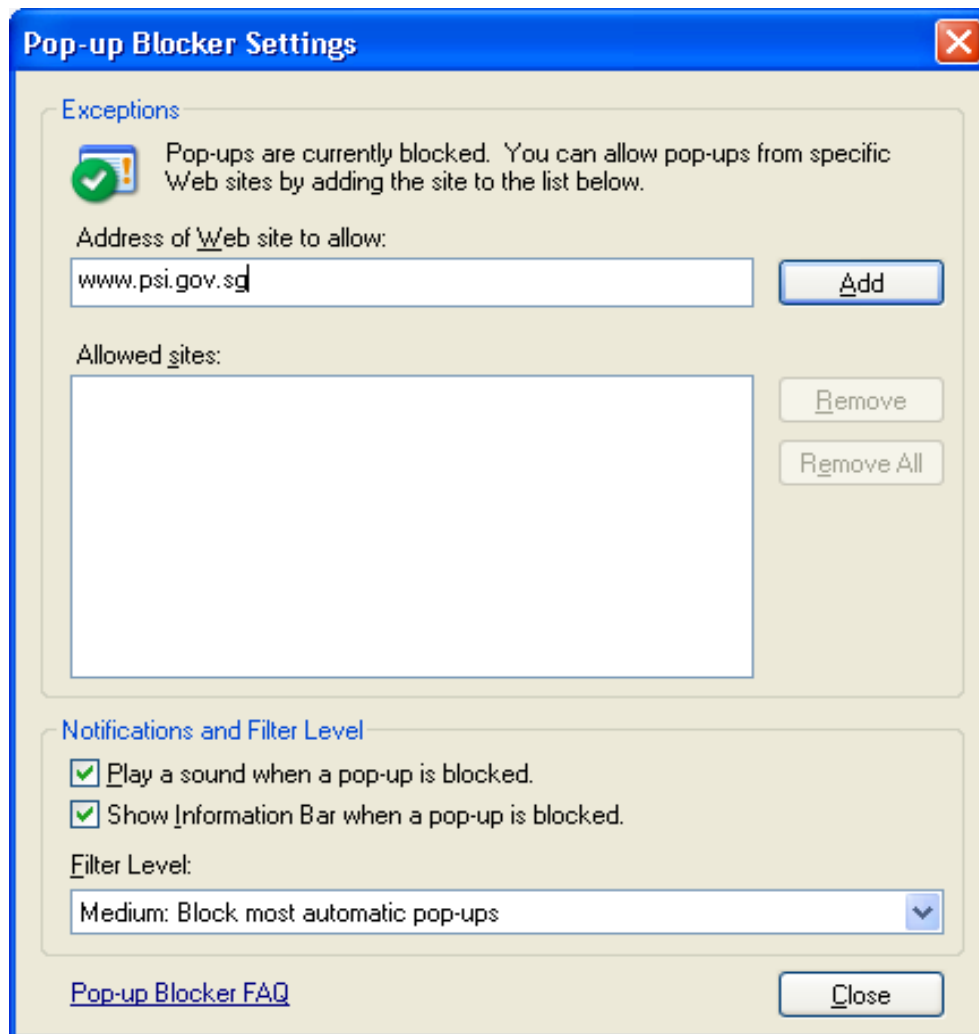 Pop-up Blocker Settings
Exceptions
Pop-ups are currently blocked. You can allow pop-ups from specific
Web sites by adding the site to the list below.
Address of Web site to allow:
www.psi.gov.sg
Add
Allowed sites:
Remove
Remove All
Notifications and Filter Level
Play a sound when a pop-up is blocked.
Show Information Bar when a pop-up is blocked.
Filter Level:
Medium: Block most automatic pop-ups
Pop-up Blocker FAQ
Close